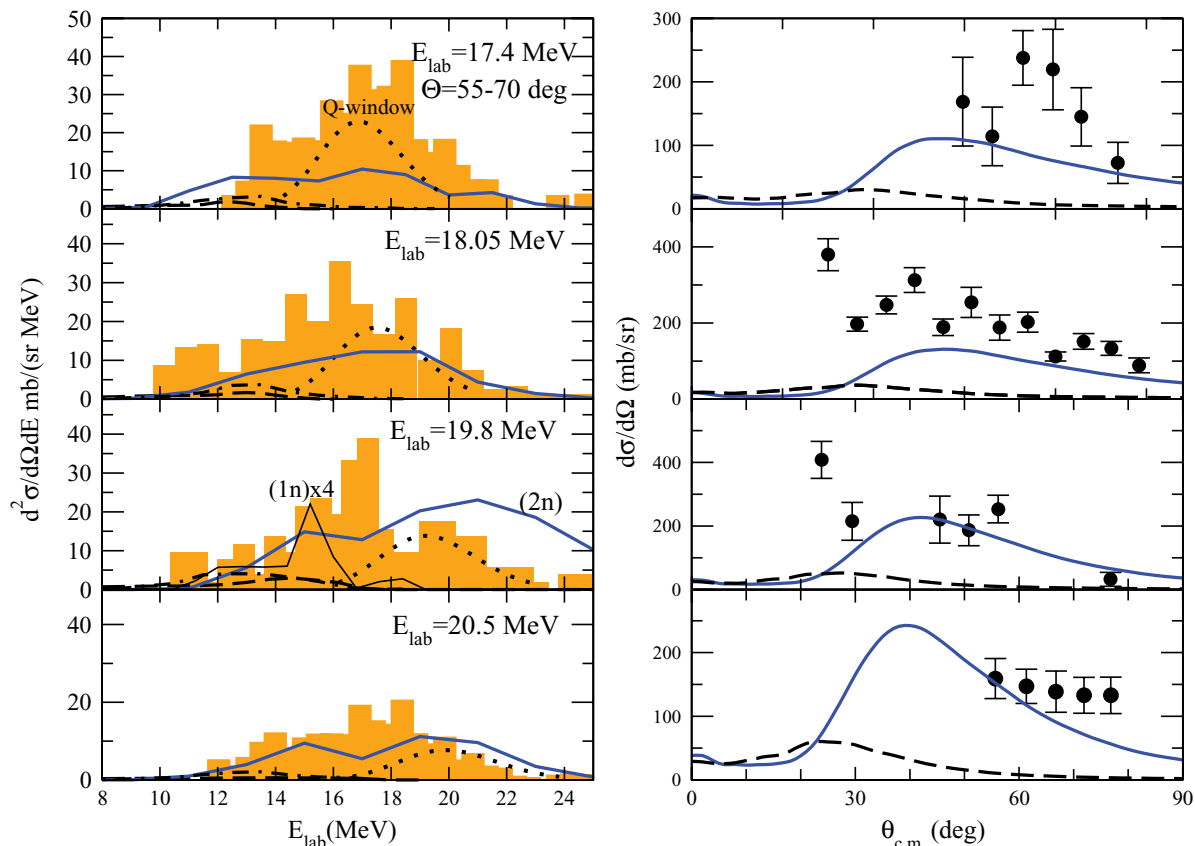 50
40
30
20
10
0
E_lab=17.4 MeV
Θ=55-70 deg
Q-window
40
30
20
10
0
E_lab=18.05 MeV
40
30
20
10
0
E_lab=19.8 MeV
(1n)x4
(2n)
40
20
0
E_lab=20.5 MeV
8 10 12 14 16 18 20 22 24
E_lab(MeV)
d²σ/dΩdE mb/(sr MeV)
300
200
100
0
400
200
0
400
200
0
200
100
0
0 30 60 90
θ_c.m. (deg)
dσ/dΩ (mb/sr)